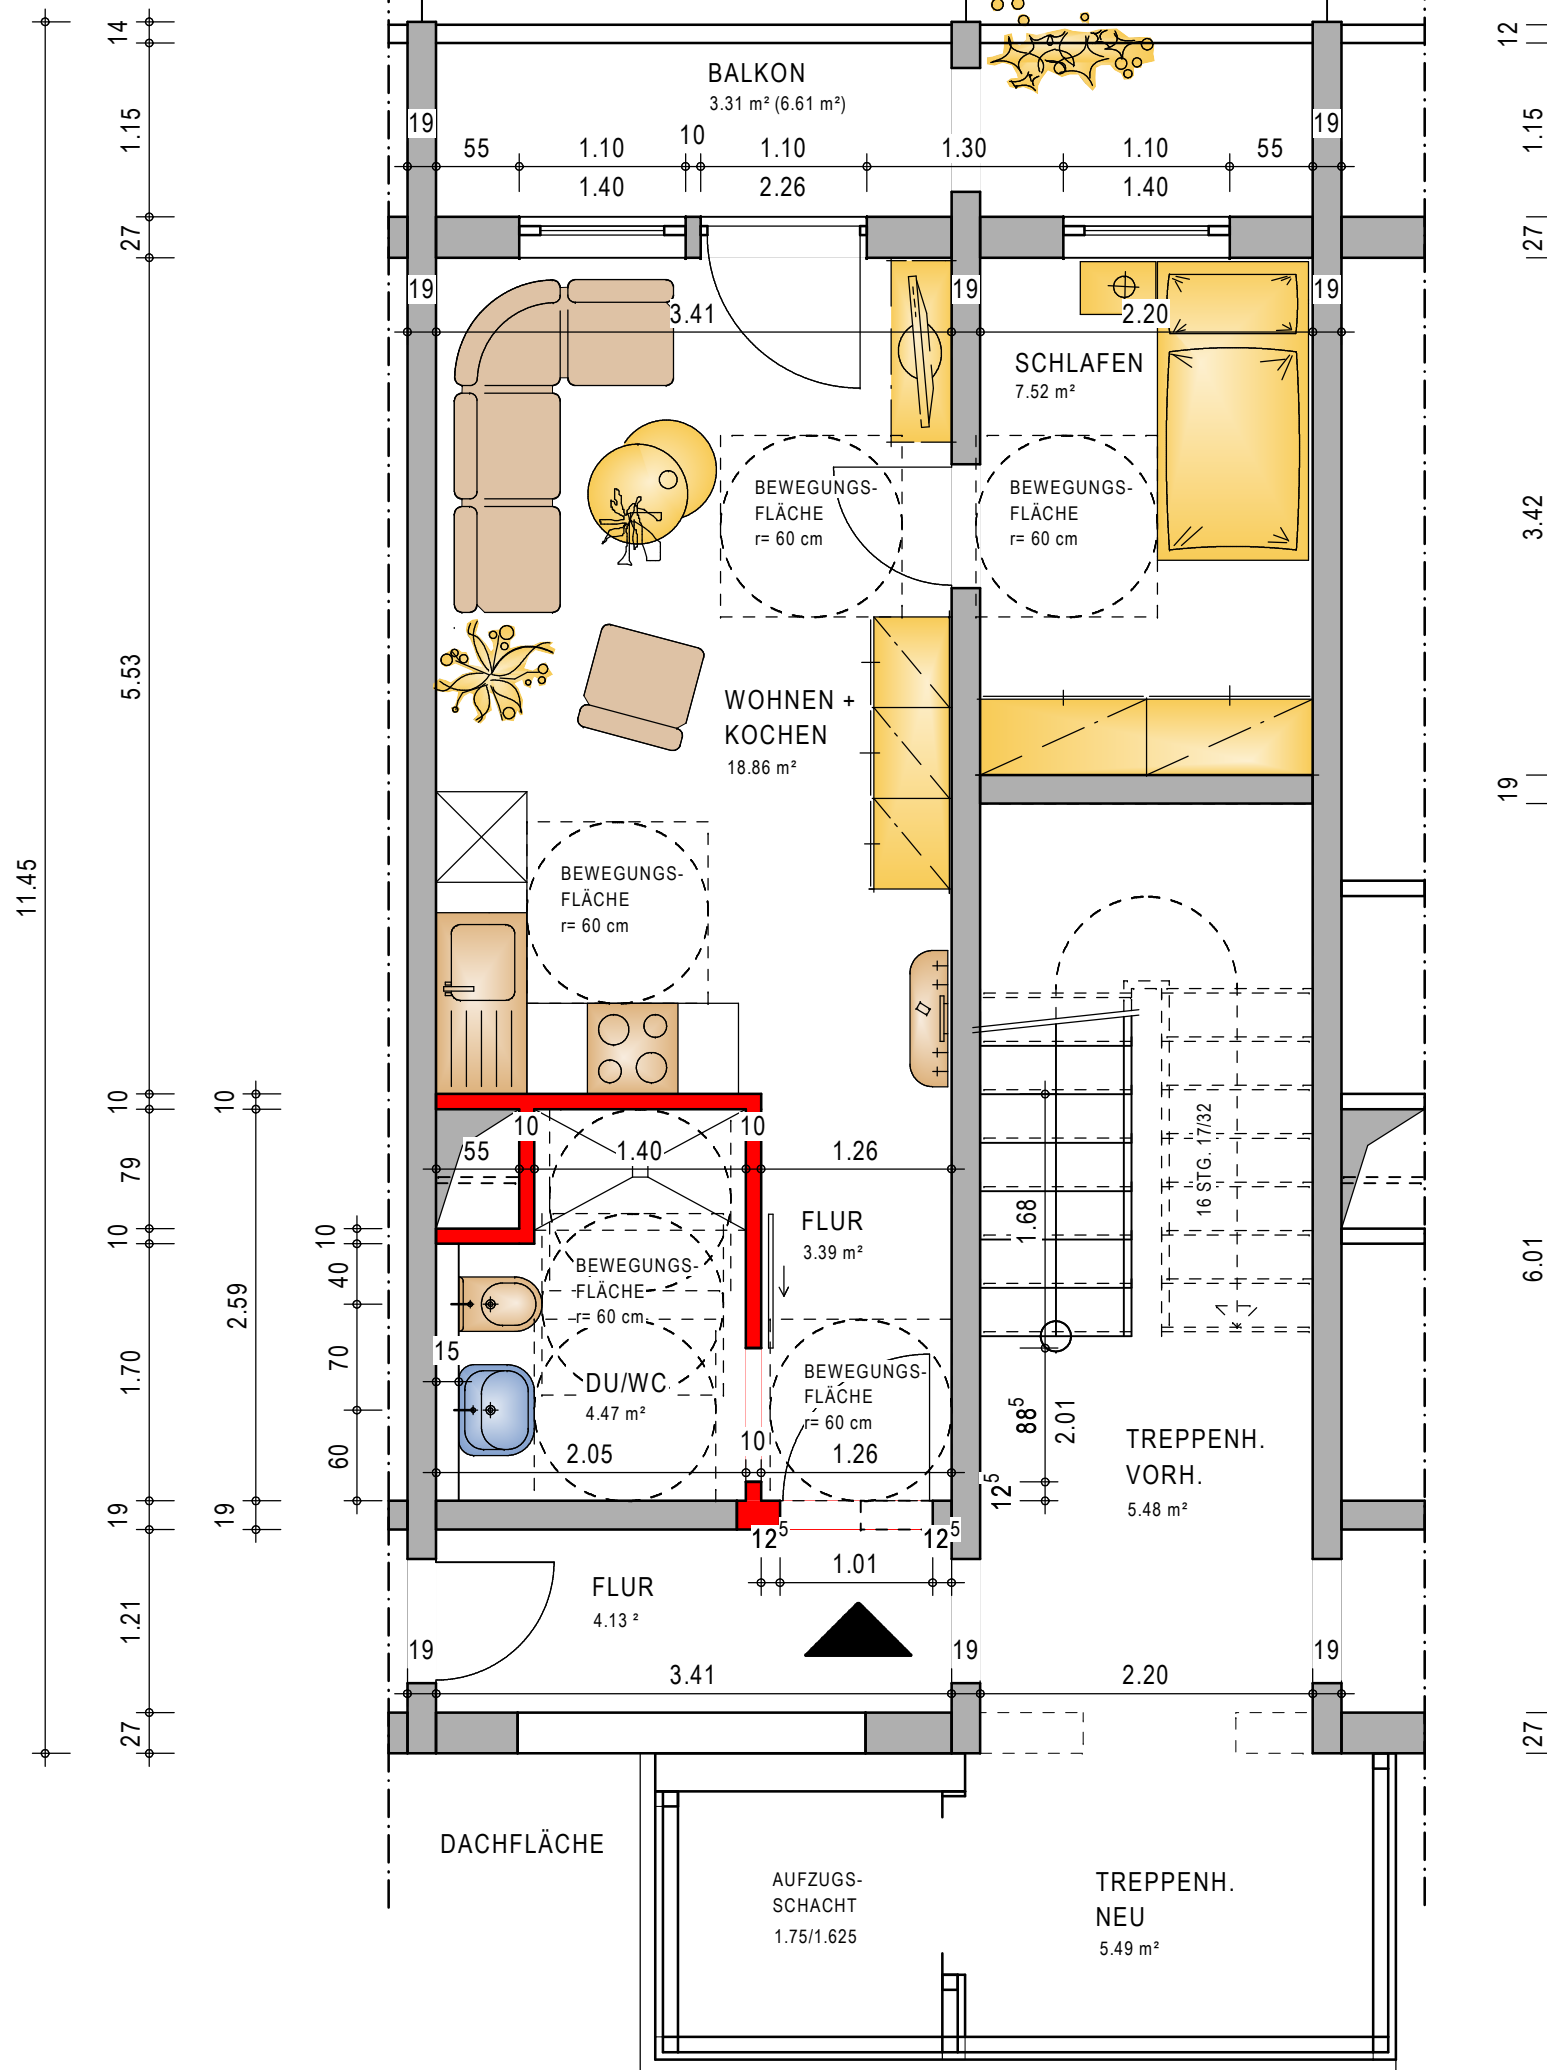 14
12
BALKON
3.31 m² (6.61 m²)
1.15
19
55
1.10
10
1.10
1.30
1.10
55
19
1.15
1.40
2.26
1.40
27
27
19
3.41
19
2.20
19
SCHLAFEN
7.52 m²
BEWEGUNGS-
FLÄCHE
r= 60 cm
BEWEGUNGS-
FLÄCHE
r= 60 cm
3.42
5.53
WOHNEN +
KOCHEN
18.86 m²
19
11.45
BEWEGUNGS-
FLÄCHE
r= 60 cm
10
10
10
10
55
1.40
1.26
79
16 STG. 17/32
1.68
FLUR
3.39 m²
10
10
40
BEWEGUNGS-
FLÄCHE
r= 60 cm
6.01
2.59
15
70
1.70
DU/WC
4.47 m²
BEWEGUNGS-
FLÄCHE
r= 60 cm
88⁵
2.01
60
2.05
10
1.26
TREPPENH.
VORH.
5.48 m²
12⁵
19
19
12⁵
12⁵
1.01
FLUR
4.13 ²
1.21
19
3.41
19
2.20
19
27
27
DACHFLÄCHE
AUFZUGS-
SCHACHT
1.75/1.625
TREPPENH.
NEU
5.49 m²